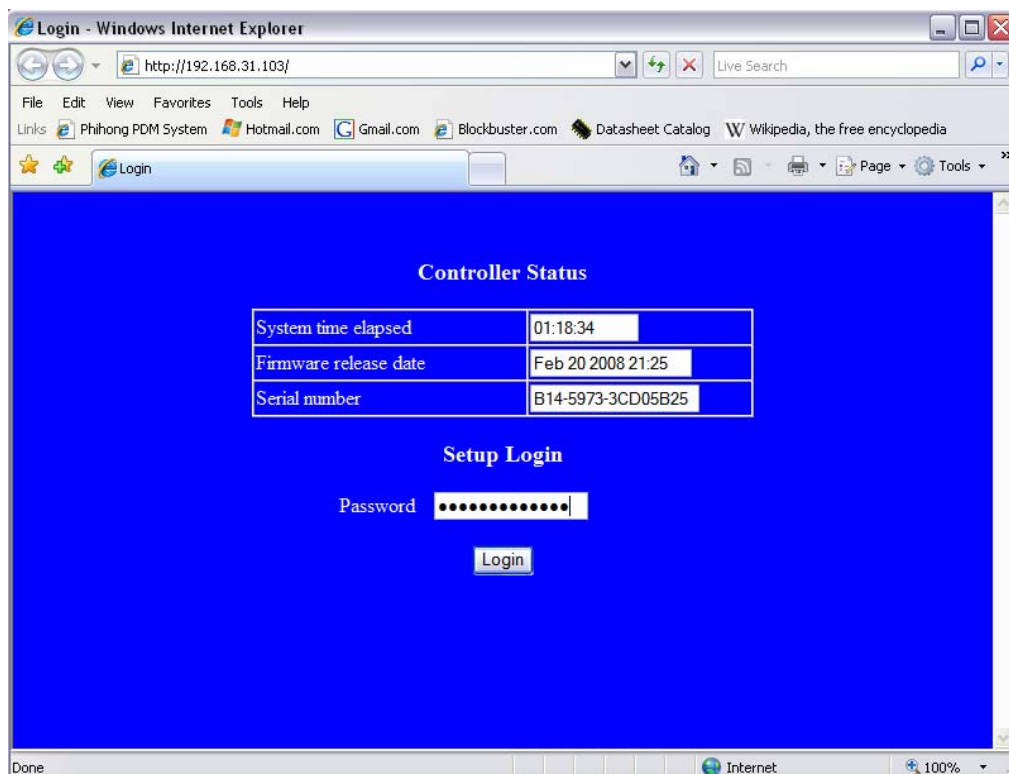 Login - Windows Internet Explorer
http://192.168.31.103/
Live Search
File Edit View Favorites Tools Help
Links Phihong PDM System Hotmail.com Gmail.com Blockbuster.com Datasheet Catalog Wikipedia, the free encyclopedia
Login Page Tools »
Controller Status
System time elapsed 01:18:34
Firmware release date Feb 20 2008 21:25
Serial number B14-5973-3CD05B25
Setup Login
Password •••••••••••••
Login
Done Internet 100%